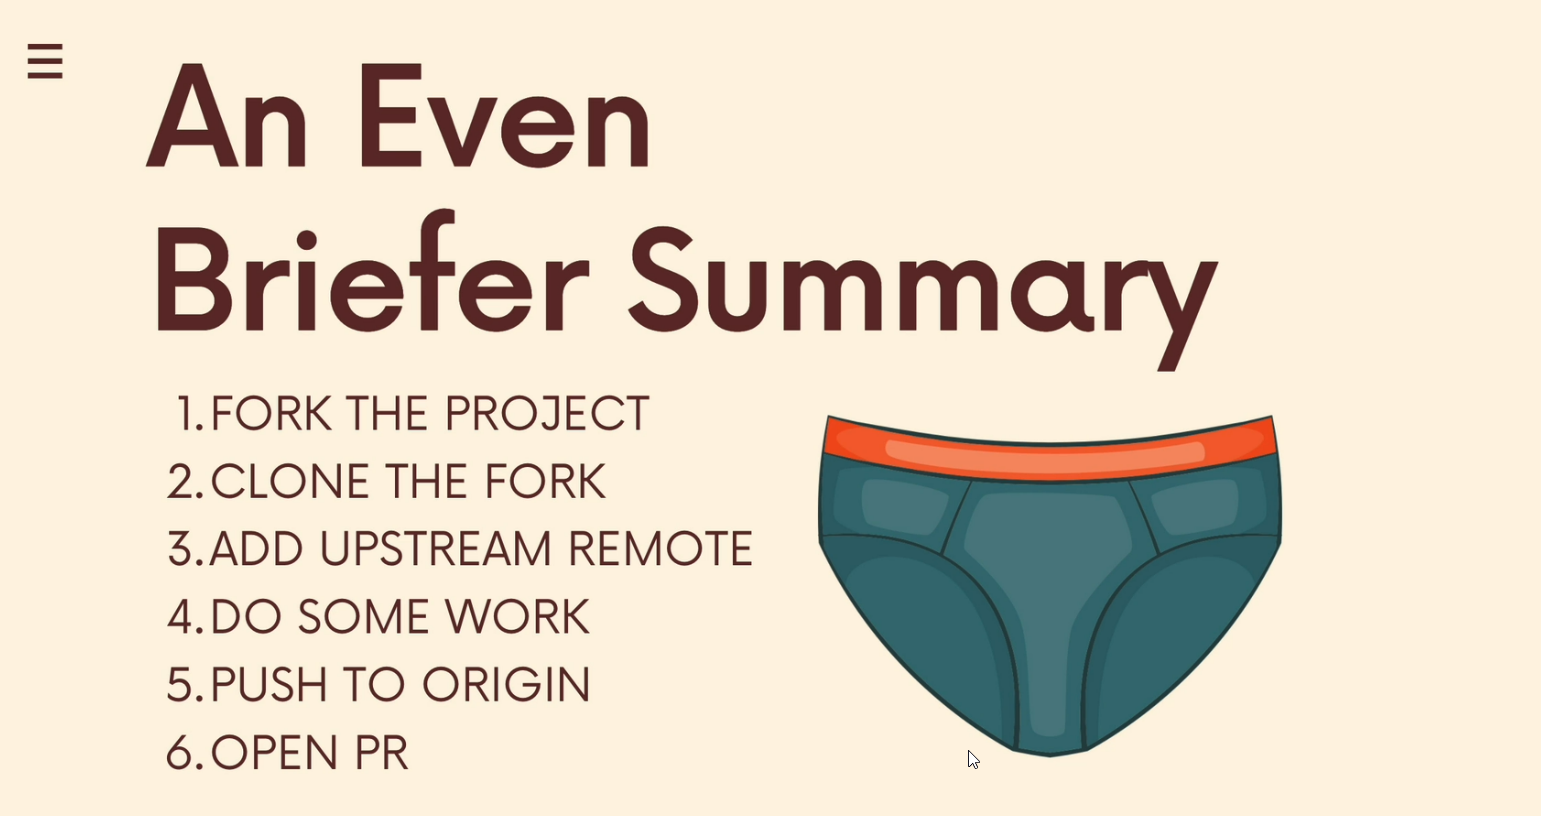 An Even
Briefer Summary
1.FORK THE PROJECT
2.CLONE THE FORK
3.ADD UPSTREAM REMOTE
4.DO SOME WORK
5.PUSH TO ORIGIN
6.OPEN PR